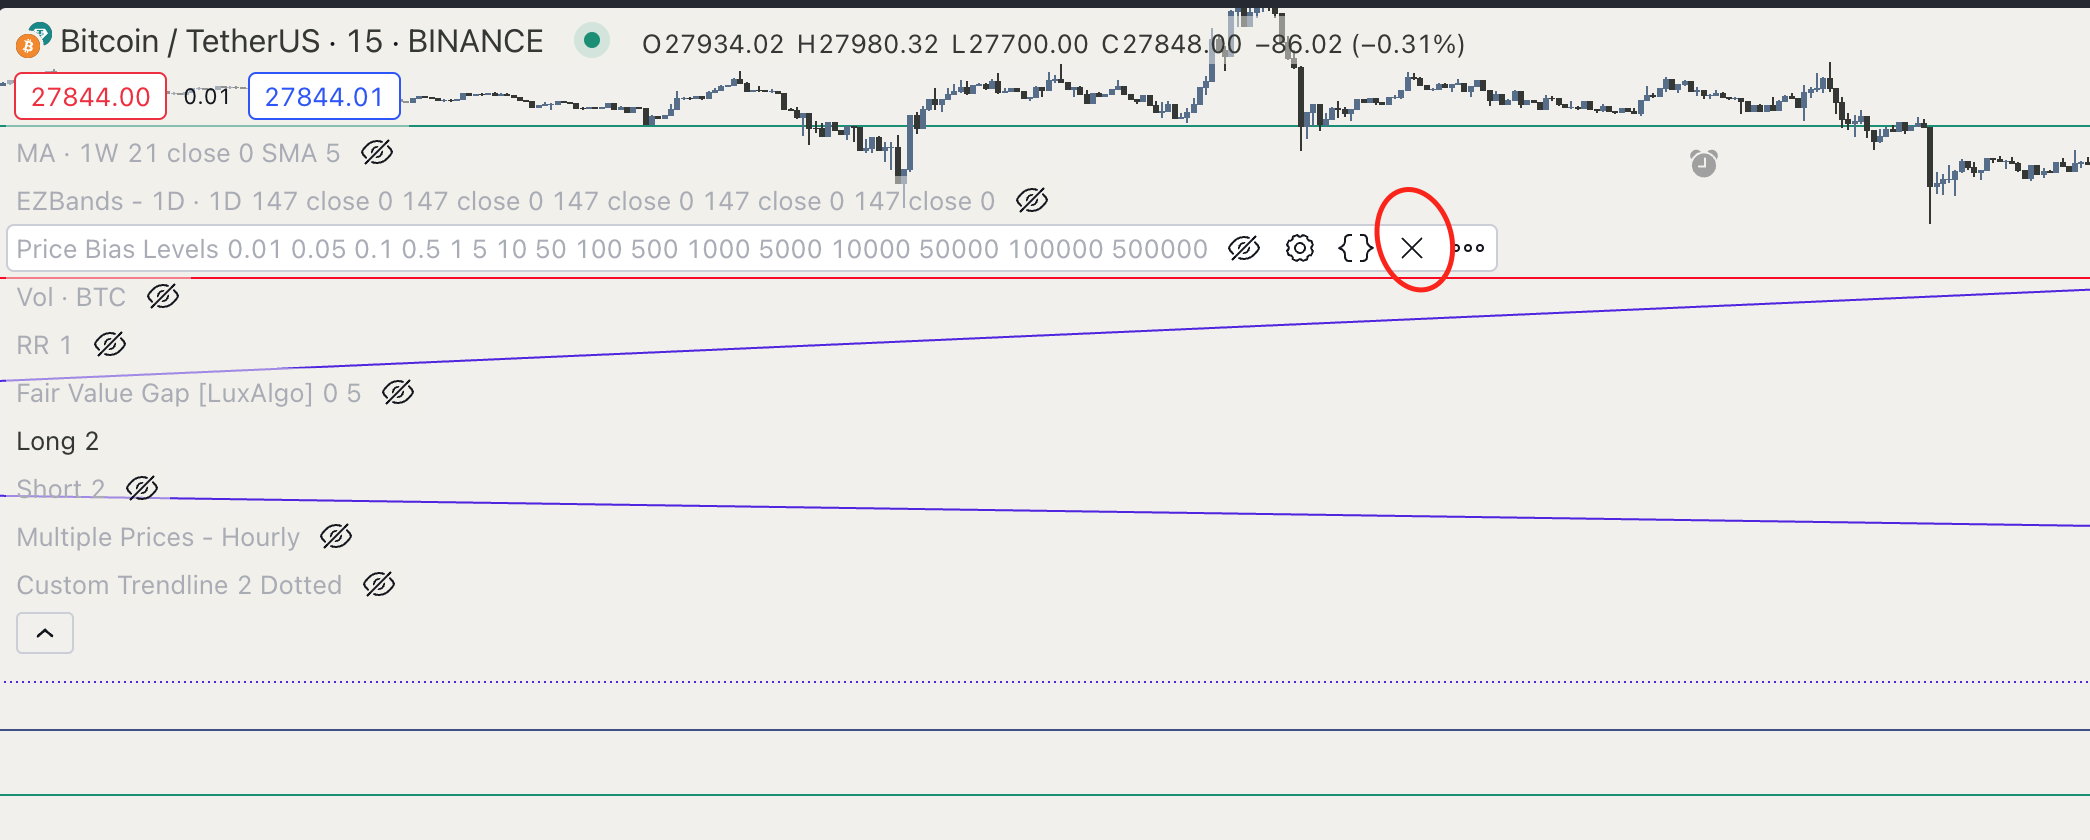 Bitcoin / TetherUS · 15 · BINANCE O27934.02 H27980.32 L27700.00 C27848.00 −86.02 (−0.31%)
27844.00 0.01 27844.01
MA · 1W 21 close 0 SMA 5
EZBands - 1D · 1D 147 close 0 147 close 0 147 close 0 147 close 0 147 close 0
Price Bias Levels 0.01 0.05 0.1 0.5 1 5 10 50 100 500 1000 5000 10000 50000 100000 500000
Vol · BTC
RR 1
Fair Value Gap [LuxAlgo] 0 5
Long 2
Short 2
Multiple Prices - Hourly
Custom Trendline 2 Dotted